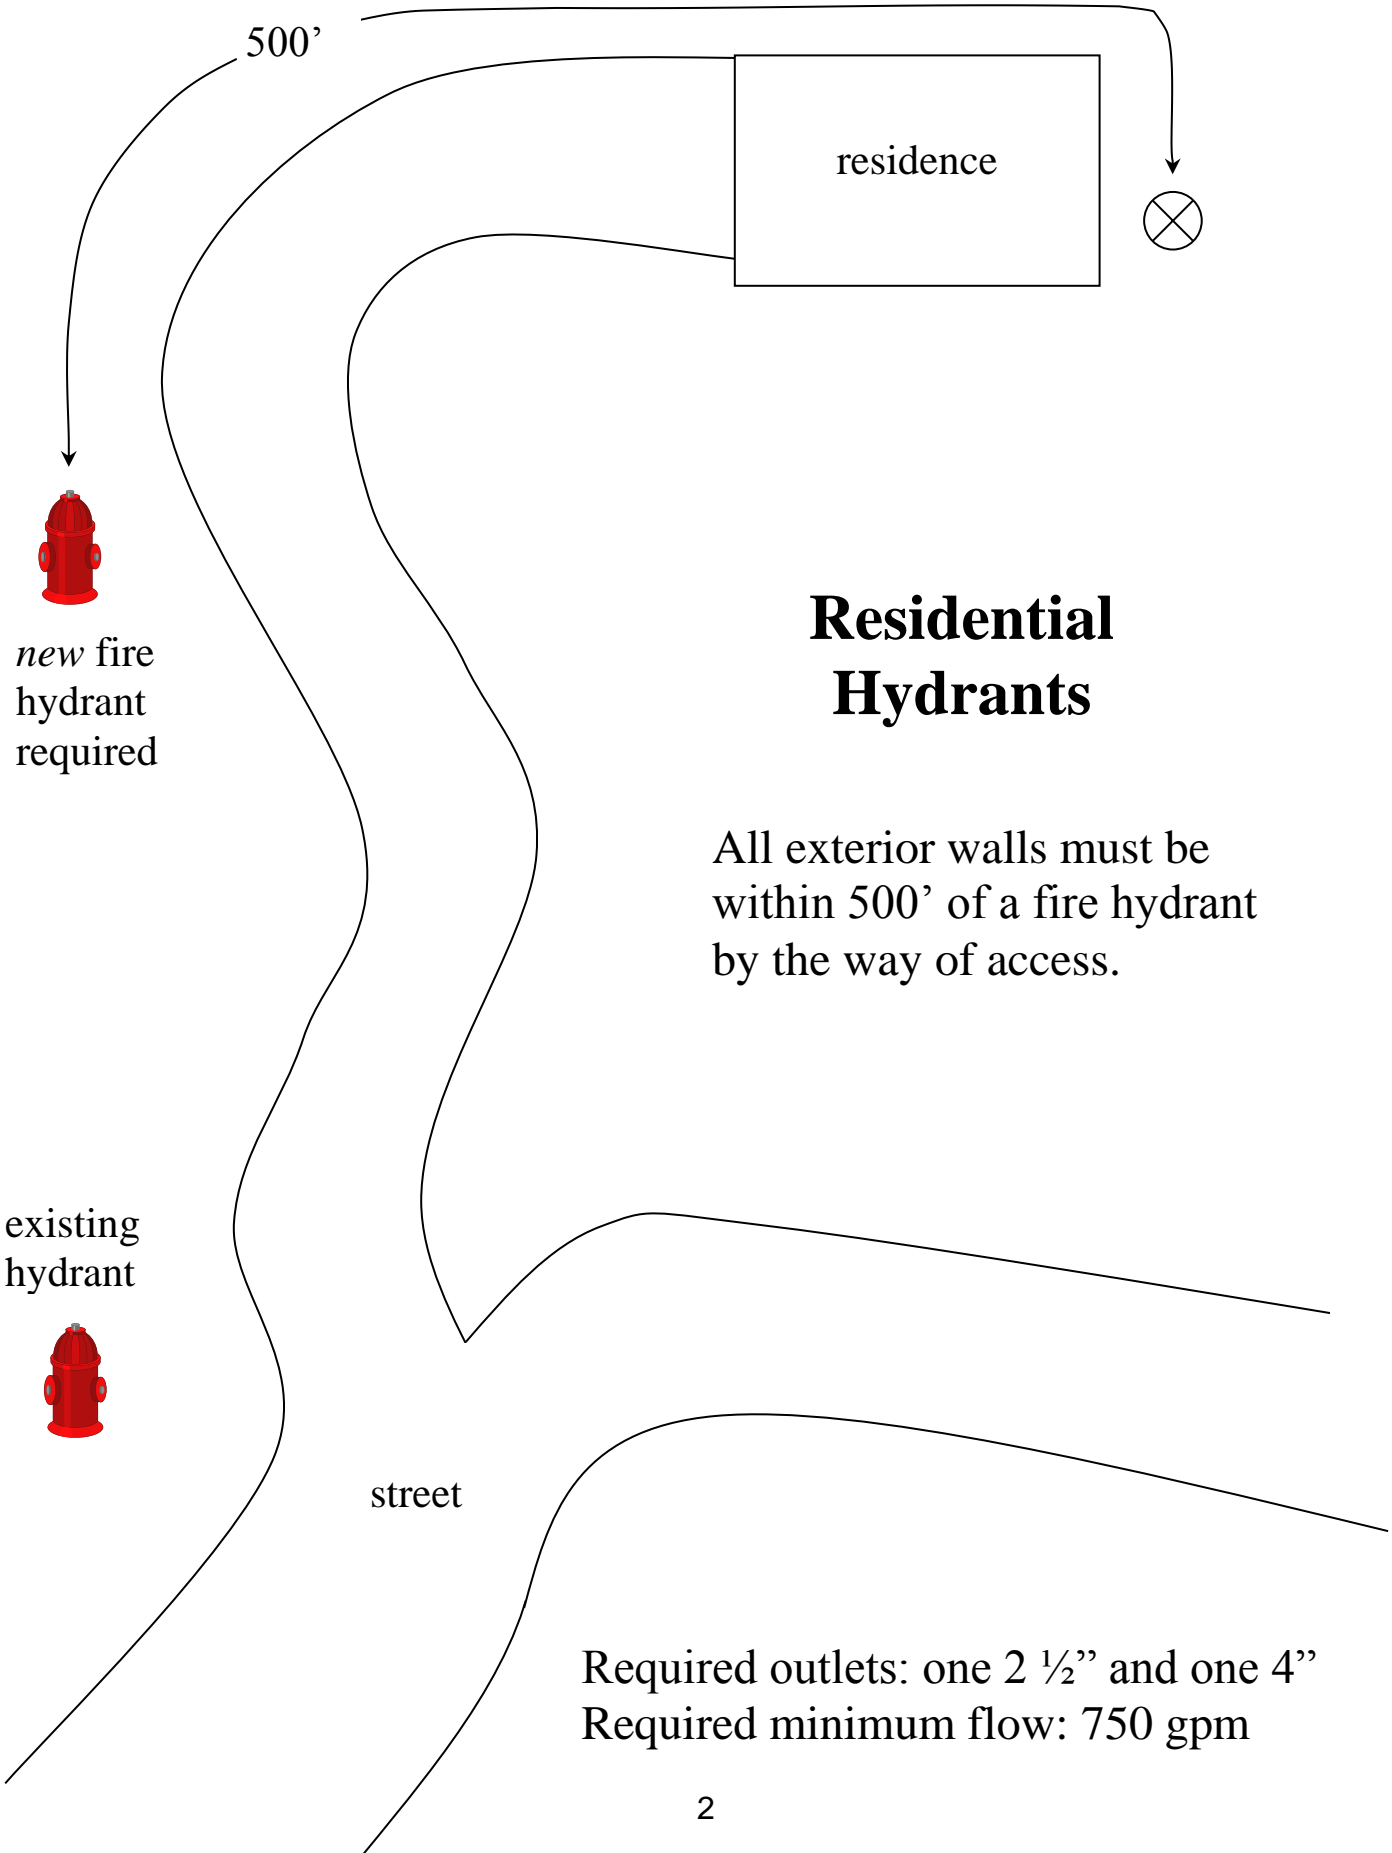 500’
residence
new fire
hydrant
required
Residential
Hydrants
All exterior walls must be
within 500’ of a fire hydrant
by the way of access.
existing
hydrant
street
Required outlets: one 2 ½” and one 4”
Required minimum flow: 750 gpm
2